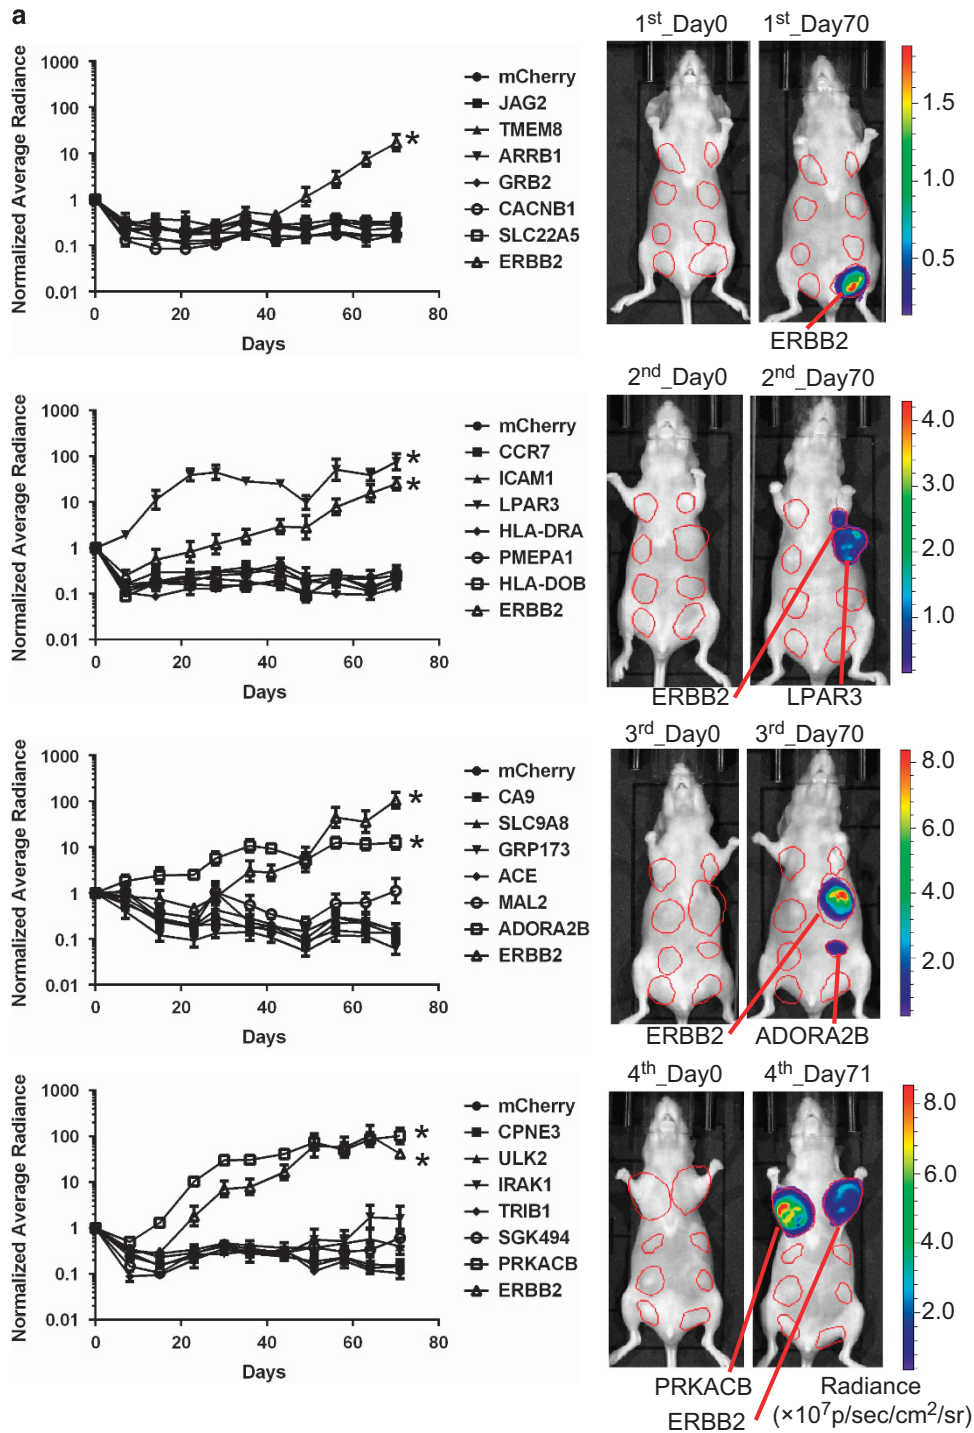 a
1st_Day0
1st_Day70
Normalized Average Radiance
1000
100
10
1
0.1
0.01
0
20
40
60
80
Days
*
mCherry
JAG2
TMEM8
ARRB1
GRB2
CACNB1
SLC22A5
ERBB2
1.5
1.0
0.5
ERBB2
2nd_Day0
2nd_Day70
Normalized Average Radiance
1000
100
10
1
0.1
0.01
0
20
40
60
80
Days
*
*
mCherry
CCR7
ICAM1
LPAR3
HLA-DRA
PMEPA1
HLA-DOB
ERBB2
4.0
3.0
2.0
1.0
ERBB2
LPAR3
3rd_Day0
3rd_Day70
Normalized Average Radiance
1000
100
10
1
0.1
0.01
0
20
40
60
80
Days
*
*
mCherry
CA9
SLC9A8
GRP173
ACE
MAL2
ADORA2B
ERBB2
8.0
6.0
4.0
2.0
ERBB2
ADORA2B
4th_Day0
4th_Day71
Normalized Average Radiance
1000
100
10
1
0.1
0.01
0
20
40
60
80
Days
*
*
mCherry
CPNE3
ULK2
IRAK1
TRIB1
SGK494
PRKACB
ERBB2
8.0
6.0
4.0
2.0
PRKACB
ERBB2
Radiance
(×10⁷p/sec/cm²/sr)